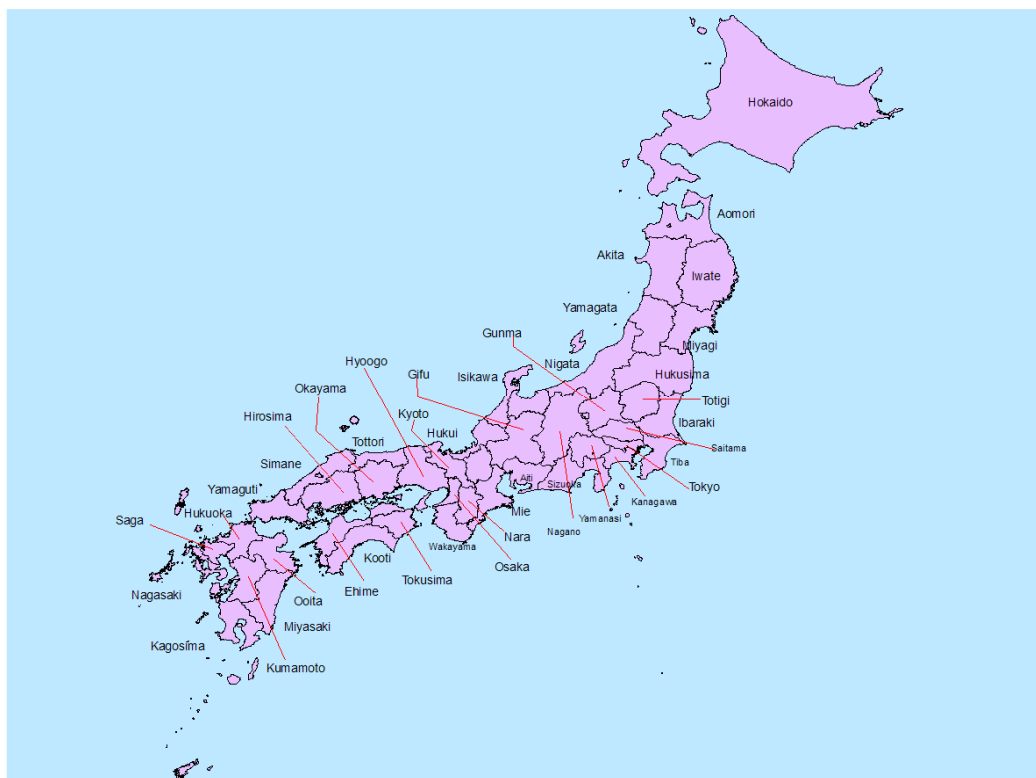 Hokaido
Aomori
Akita
Iwate
Yamagata
Gunma
Miyagi
Hyoogo
Nigata
Gifu
Isikawa
Hukusima
Okayama
Totigi
Kyoto
Hirosima
Ibaraki
Hukui
Tottori
Saitama
Simane
Tiba
Aiti
Sizuoka
Tokyo
Yamaguti
Kanagawa
Mie
Hukuoka
Yamanasi
Saga
Nagano
Nara
Wakayama
Kooti
Osaka
Tokusima
Ehime
Nagasaki
Ooita
Miyasaki
Kagosíma
Kumamoto